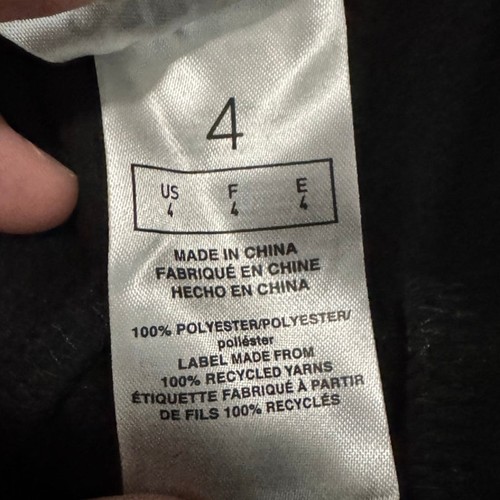 4
US F E
4 4 4
MADE IN CHINA
FABRIQUÉ EN CHINE
HECHO EN CHINA
100% POLYESTER/POLYESTER/
poliéster
LABEL MADE FROM
100% RECYCLED YARNS
ÉTIQUETTE FABRIQUÉ À PARTIR
DE FILS 100% RECYCLÉS